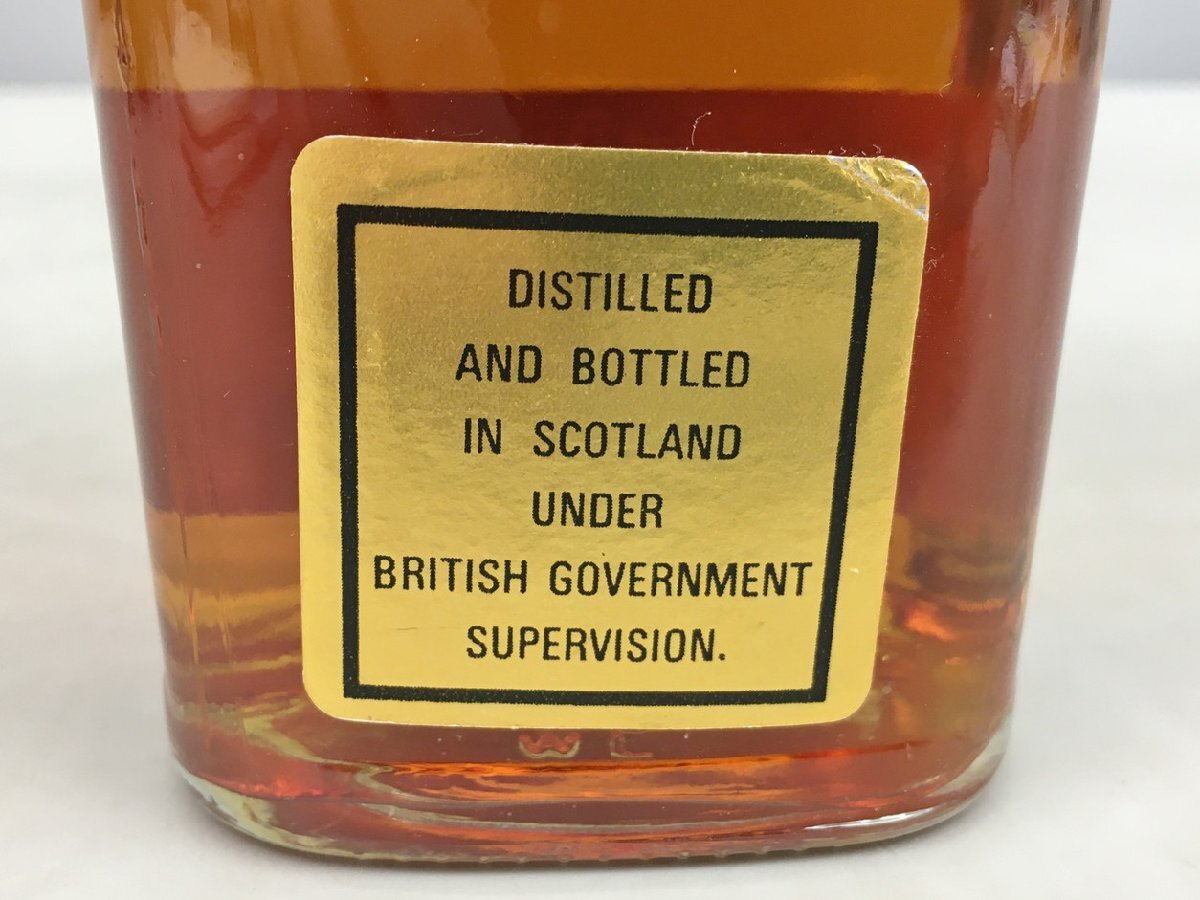 DISTILLED
AND BOTTLED
IN SCOTLAND
UNDER
BRITISH GOVERNMENT
SUPERVISION.
W L